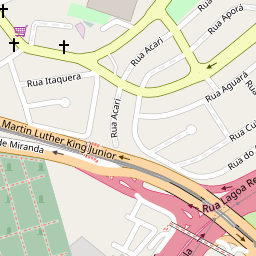 Rua Aporá
Rua Acari
Rua Itaquera
Rua Aguará
Rua Acari
Rua Cui
Martin Luther King Junior
de Miranda
Rua do
Rua Lagoa Re